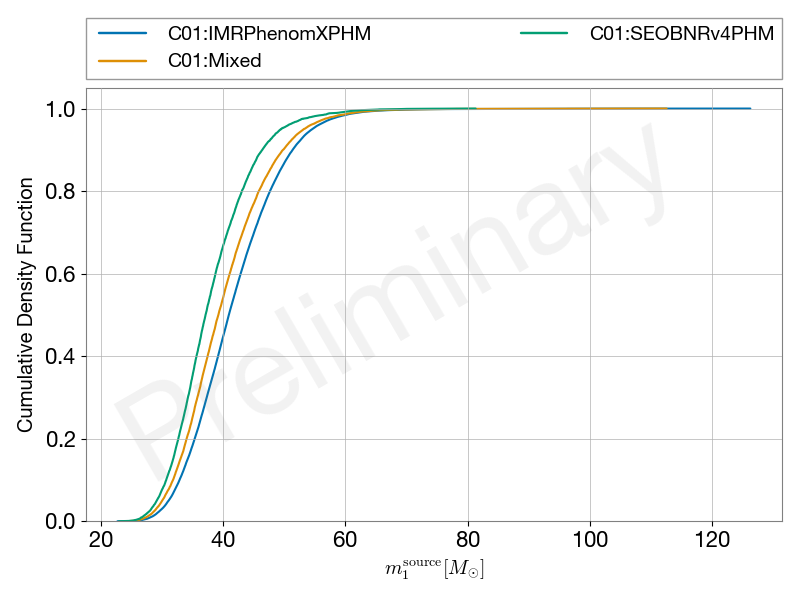 C01:IMRPhenomXPHM C01:SEOBNRv4PHM
C01:Mixed
Preliminary
Cumulative Density Function
1.0
0.8
0.6
0.4
0.2
0.0
20 40 60 80 100 120
m₁^source [M☉]